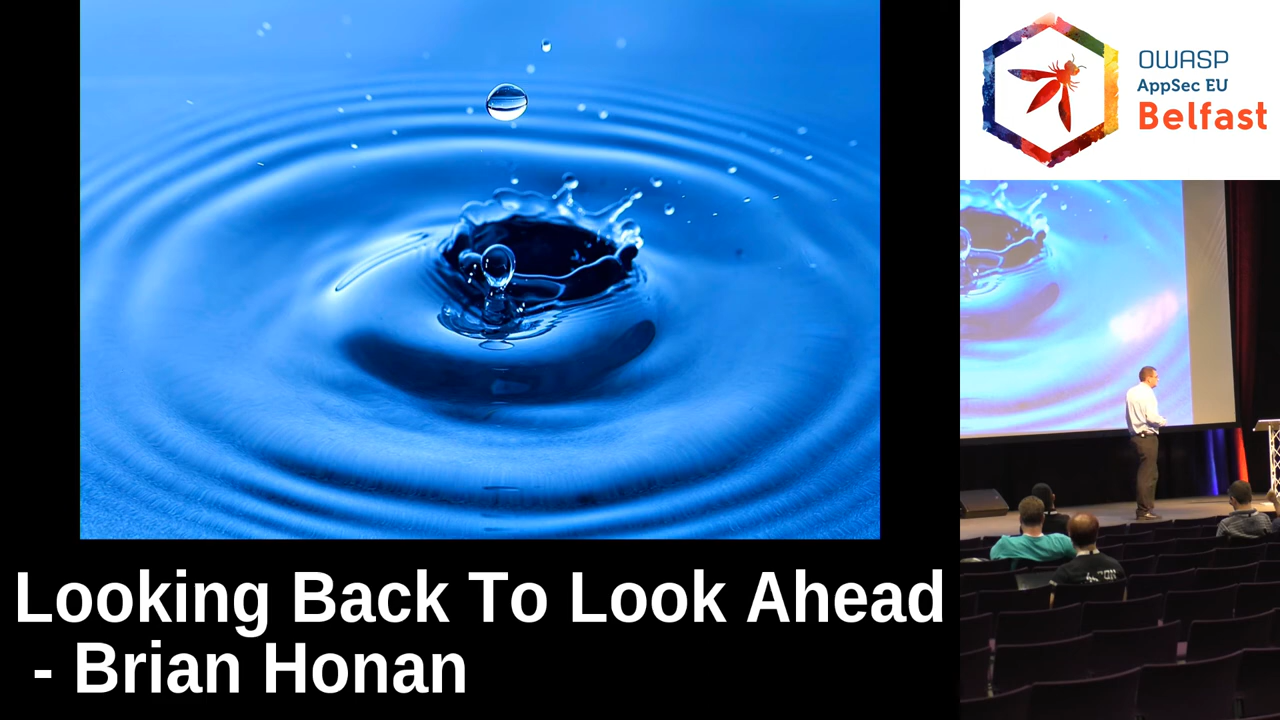 OWASP
AppSec EU
Belfast
Looking Back To Look Ahead
- Brian Honan